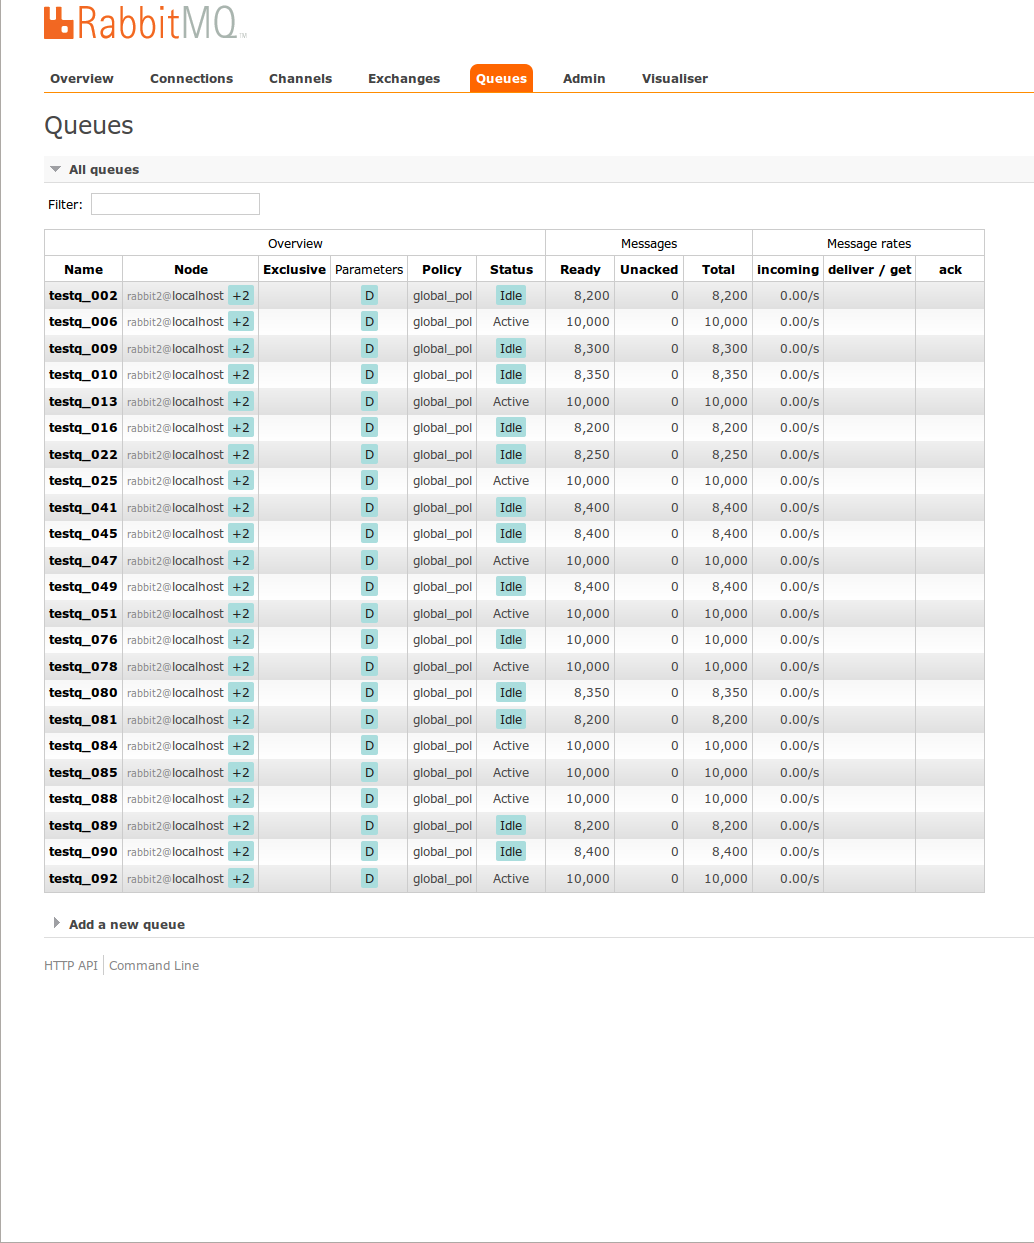 RabbitMQ™
Overview Connections Channels Exchanges Queues Admin Visualiser
Queues
All queues
Filter:
Overview Messages Message rates
Name Node Exclusive Parameters Policy Status Ready Unacked Total incoming deliver / get ack
testq_002 rabbit2@localhost +2 D global_pol Idle 8,200 0 8,200 0.00/s
testq_006 rabbit2@localhost +2 D global_pol Active 10,000 0 10,000 0.00/s
testq_009 rabbit2@localhost +2 D global_pol Idle 8,300 0 8,300 0.00/s
testq_010 rabbit2@localhost +2 D global_pol Idle 8,350 0 8,350 0.00/s
testq_013 rabbit2@localhost +2 D global_pol Active 10,000 0 10,000 0.00/s
testq_016 rabbit2@localhost +2 D global_pol Idle 8,200 0 8,200 0.00/s
testq_022 rabbit2@localhost +2 D global_pol Idle 8,250 0 8,250 0.00/s
testq_025 rabbit2@localhost +2 D global_pol Active 10,000 0 10,000 0.00/s
testq_041 rabbit2@localhost +2 D global_pol Idle 8,400 0 8,400 0.00/s
testq_045 rabbit2@localhost +2 D global_pol Idle 8,400 0 8,400 0.00/s
testq_047 rabbit2@localhost +2 D global_pol Active 10,000 0 10,000 0.00/s
testq_049 rabbit2@localhost +2 D global_pol Idle 8,400 0 8,400 0.00/s
testq_051 rabbit2@localhost +2 D global_pol Active 10,000 0 10,000 0.00/s
testq_076 rabbit2@localhost +2 D global_pol Idle 10,000 0 10,000 0.00/s
testq_078 rabbit2@localhost +2 D global_pol Active 10,000 0 10,000 0.00/s
testq_080 rabbit2@localhost +2 D global_pol Idle 8,350 0 8,350 0.00/s
testq_081 rabbit2@localhost +2 D global_pol Idle 8,200 0 8,200 0.00/s
testq_084 rabbit2@localhost +2 D global_pol Active 10,000 0 10,000 0.00/s
testq_085 rabbit2@localhost +2 D global_pol Active 10,000 0 10,000 0.00/s
testq_088 rabbit2@localhost +2 D global_pol Active 10,000 0 10,000 0.00/s
testq_089 rabbit2@localhost +2 D global_pol Idle 8,200 0 8,200 0.00/s
testq_090 rabbit2@localhost +2 D global_pol Idle 8,400 0 8,400 0.00/s
testq_092 rabbit2@localhost +2 D global_pol Active 10,000 0 10,000 0.00/s
Add a new queue
HTTP API Command Line